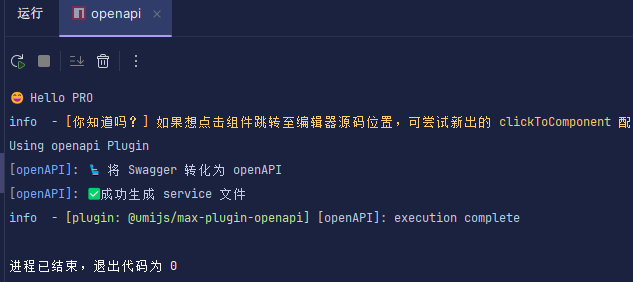 运行 openapi
Hello PRO
info - [你知道吗？] 如果想点击组件跳转至编辑器源码位置，可尝试新出的 clickToComponent 配
Using openapi Plugin
[openAPI]: 将 Swagger 转化为 openAPI
[openAPI]: ✅成功生成 service 文件
info - [plugin: @umijs/max-plugin-openapi] [openAPI]: execution complete
进程已结束，退出代码为 0